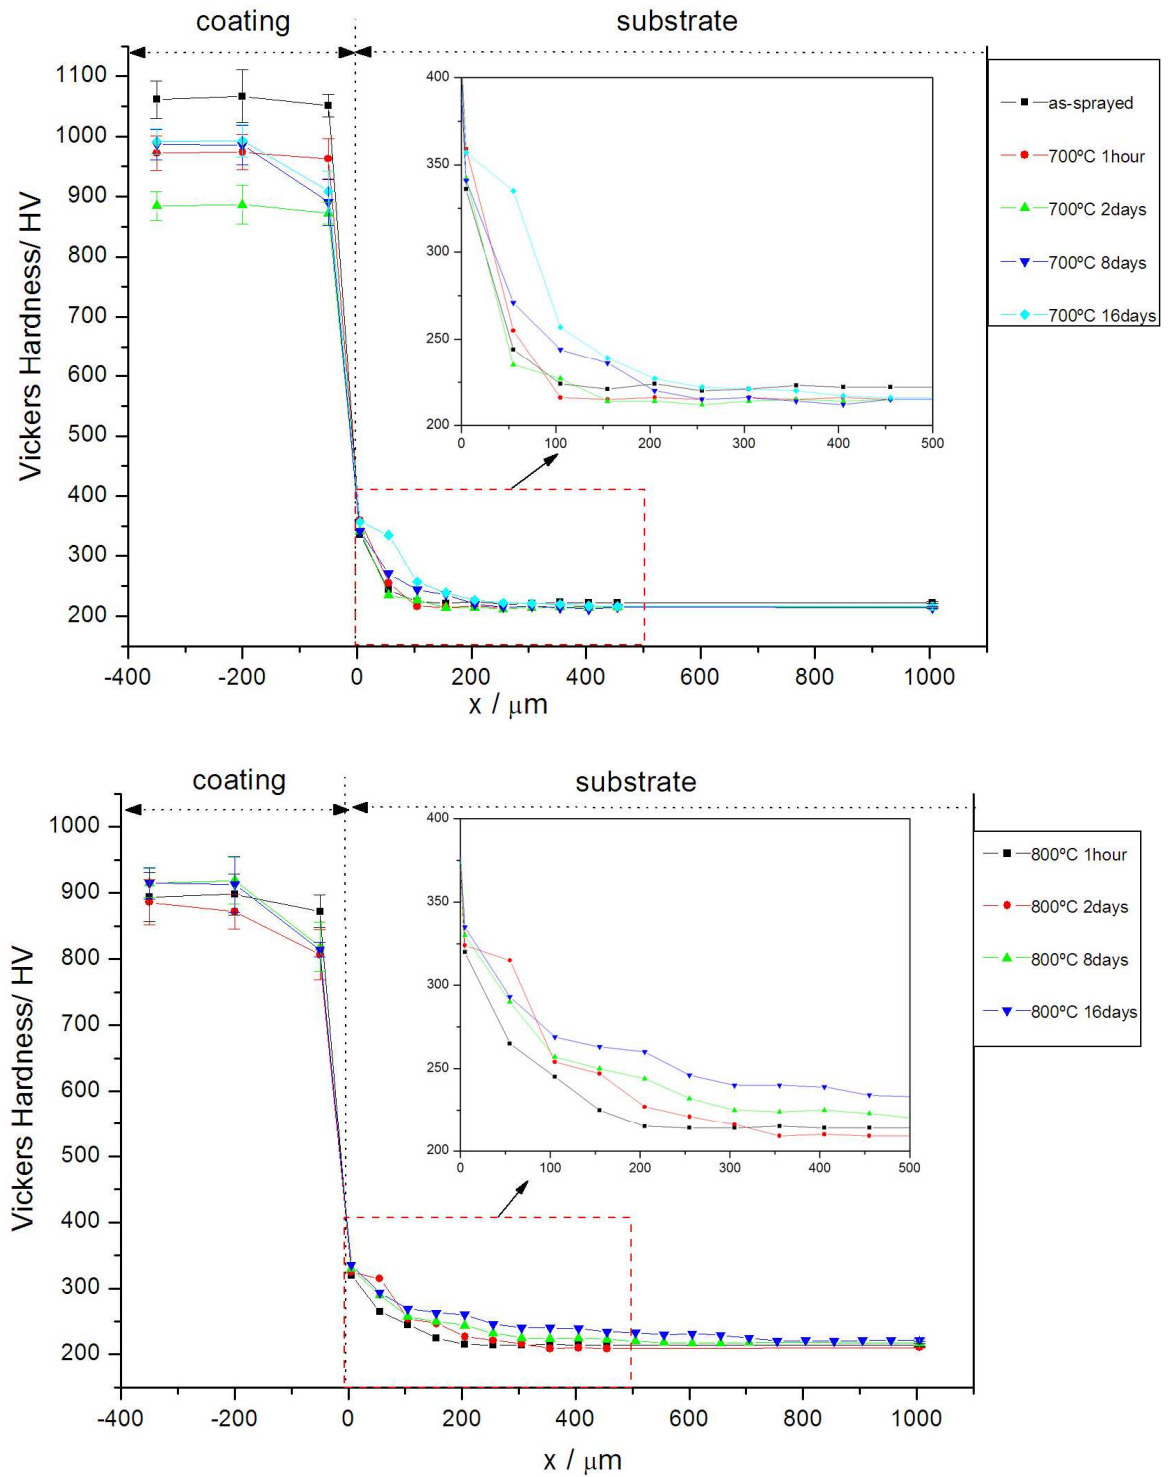 coating substrate
1100
1000
900
800
700
600
500
400
300
200
Vickers Hardness/ HV
-400 -200 0 200 400 600 800 1000
x / μm
400
350
300
250
200
0 100 200 300 400 500
as-sprayed
700ºC 1hour
700ºC 2days
700ºC 8days
700ºC 16days
coating substrate
1000
900
800
700
600
500
400
300
200
Vickers Hardness/ HV
-400 -200 0 200 400 600 800 1000
x / μm
400
350
300
250
200
0 100 200 300 400 500
800ºC 1hour
800ºC 2days
800ºC 8days
800ºC 16days